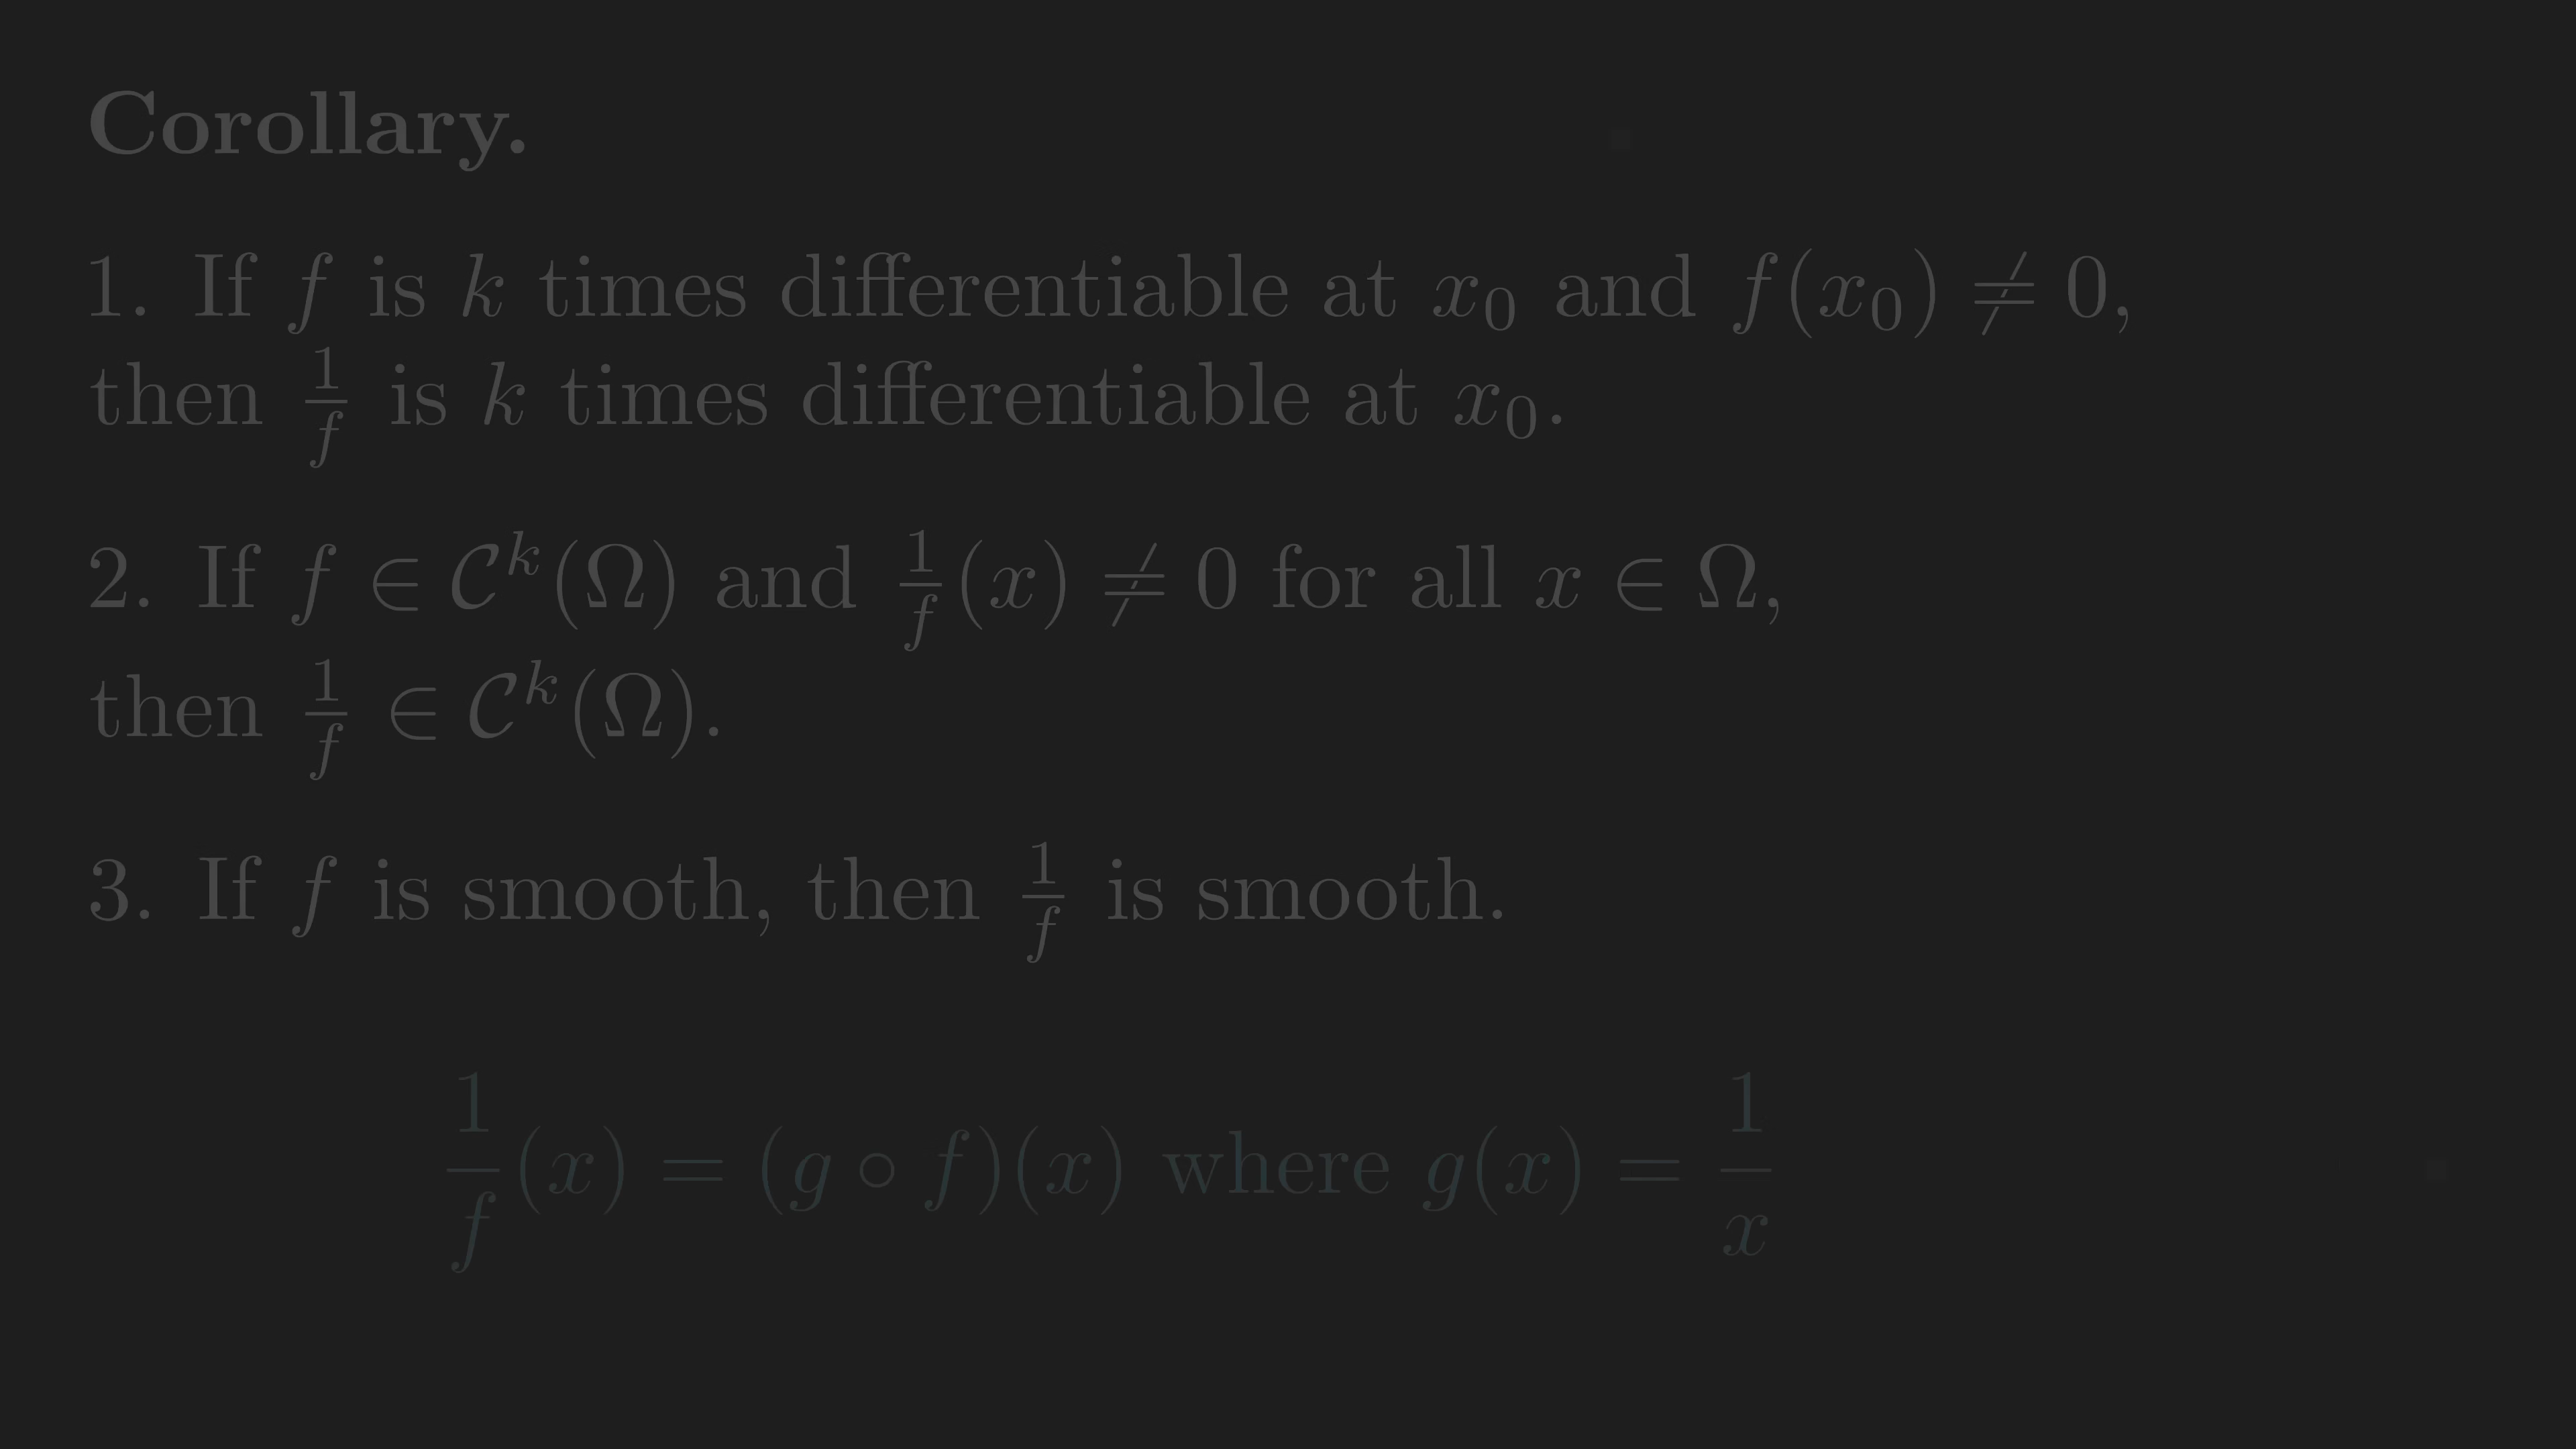 Corollary.
1. If f is k times differentiable at x₀ and f(x₀) ≠ 0,
then 1/f is k times differentiable at x₀.
2. If f ∈ 𝒞ᵏ(Ω) and 1/f(x) ≠ 0 for all x ∈ Ω,
then 1/f ∈ 𝒞ᵏ(Ω).
3. If f is smooth, then 1/f is smooth.
1/f(x) = (g ∘ f)(x) where g(x) = 1/x